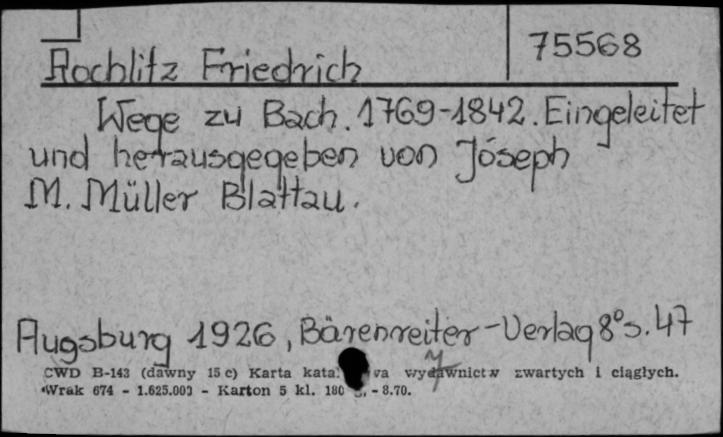 75568
Rochlitz Friedrich
Wege zu Bach. 1769-1842. Eingeleitet
und herausgegeben von Jóseph
M. Müller Blattau.
Augsburg 1926, Bärenreiter-Verlag 8° s. 47
CWD B-143 (dawny 15 c) Karta wydawnictw zwartych i ciągłych.
Wrak 674 - 1.625.000 - Karton 5 kl. 180 - 8.70.